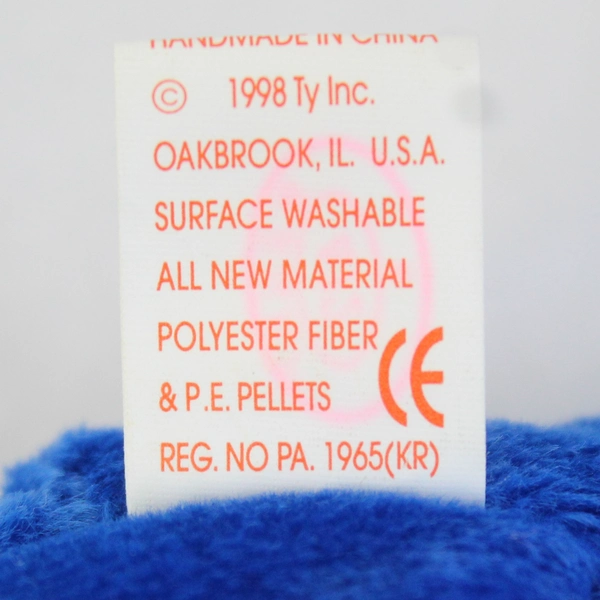 HANDMADE IN CHINA
© 1998 Ty Inc.
OAKBROOK, IL. U.S.A.
SURFACE WASHABLE
ALL NEW MATERIAL
POLYESTER FIBER
& P.E. PELLETS
CE
REG. NO PA. 1965(KR)